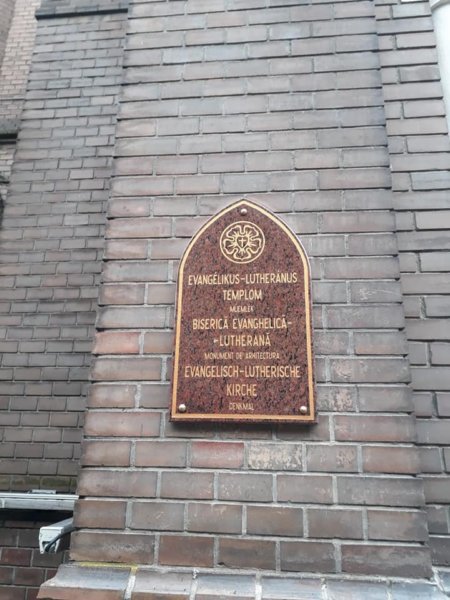 EVANGÉLIKUS-LUTHERÁNUS
TEMPLOM
MŰEMLÉK
BISERICĂ EVANGHELICĂ-
-LUTHERANĂ
MONUMENT DE ARHITECTURĂ
EVANGELISCH-LUTHERISCHE
KIRCHE
DENKMAL